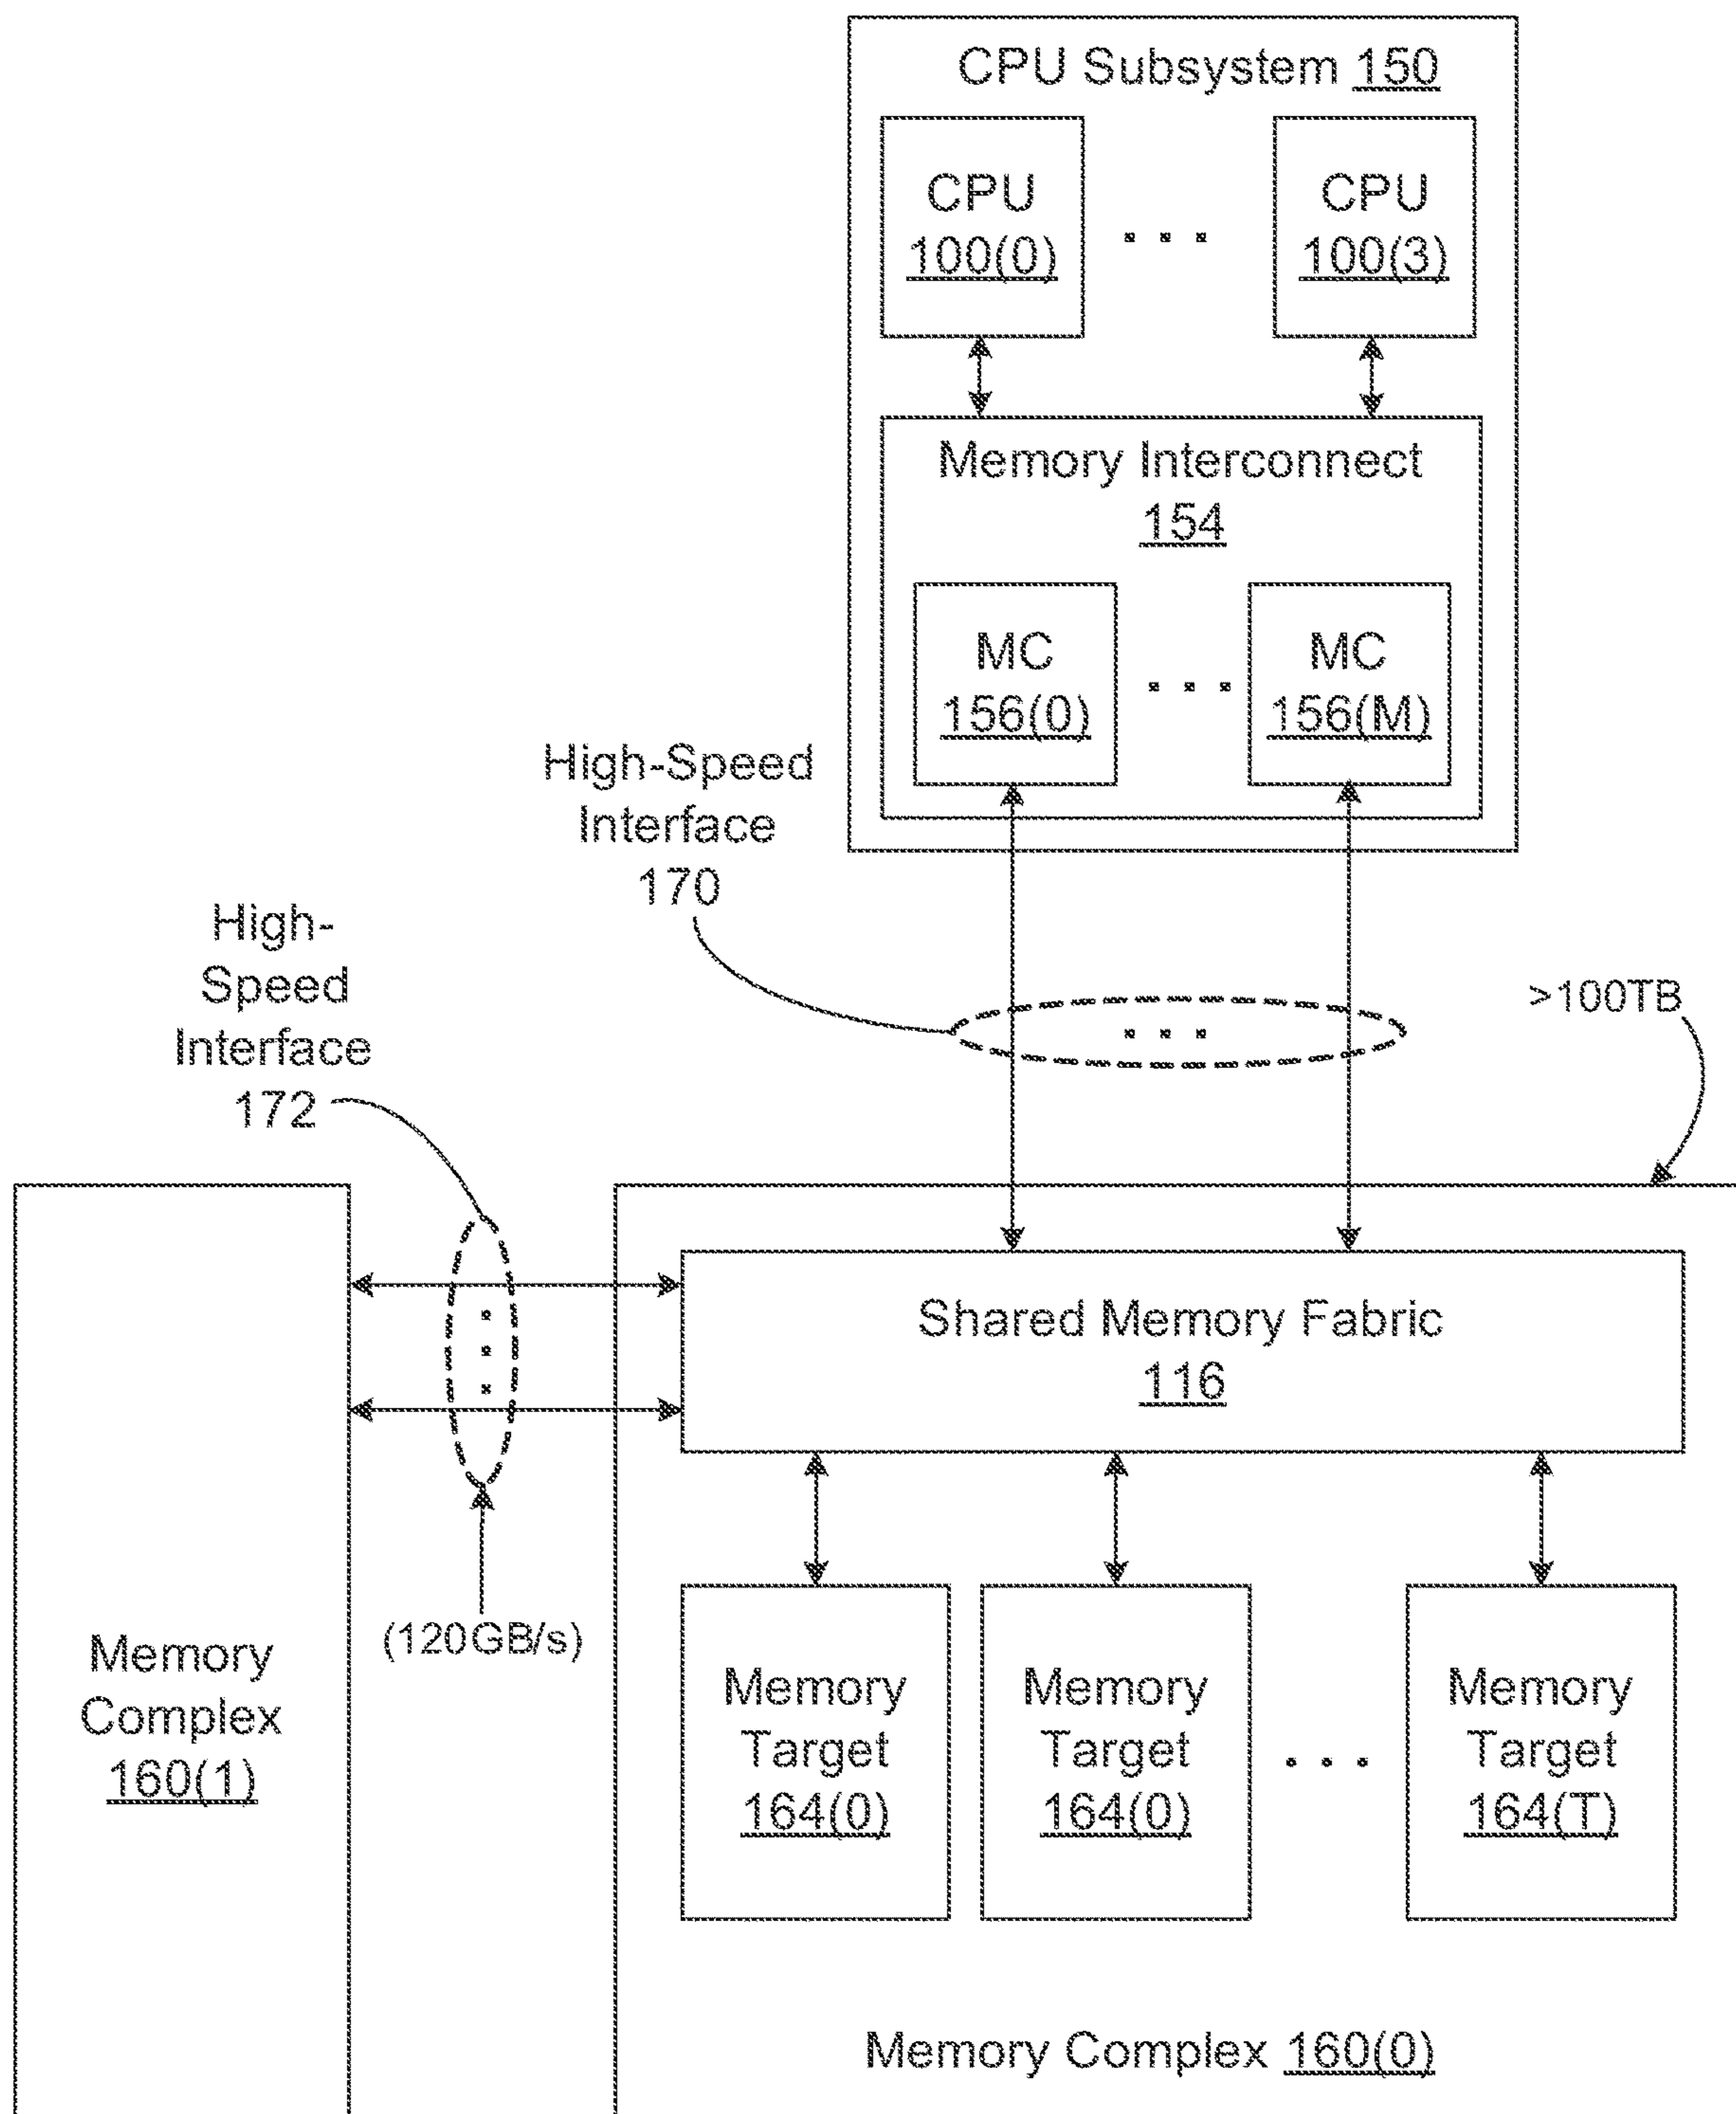 CPU Subsystem 150
CPU
100(0)
. . .
CPU
100(3)
Memory Interconnect
154
MC
156(0)
. . .
MC
156(M)
High-Speed
Interface
170
High-
Speed
Interface
172
. . .
>100TB
Shared Memory Fabric
116
(120GB/s)
Memory
Complex
160(1)
Memory
Target
164(0)
Memory
Target
164(0)
. . .
Memory
Target
164(T)
Memory Complex 160(0)